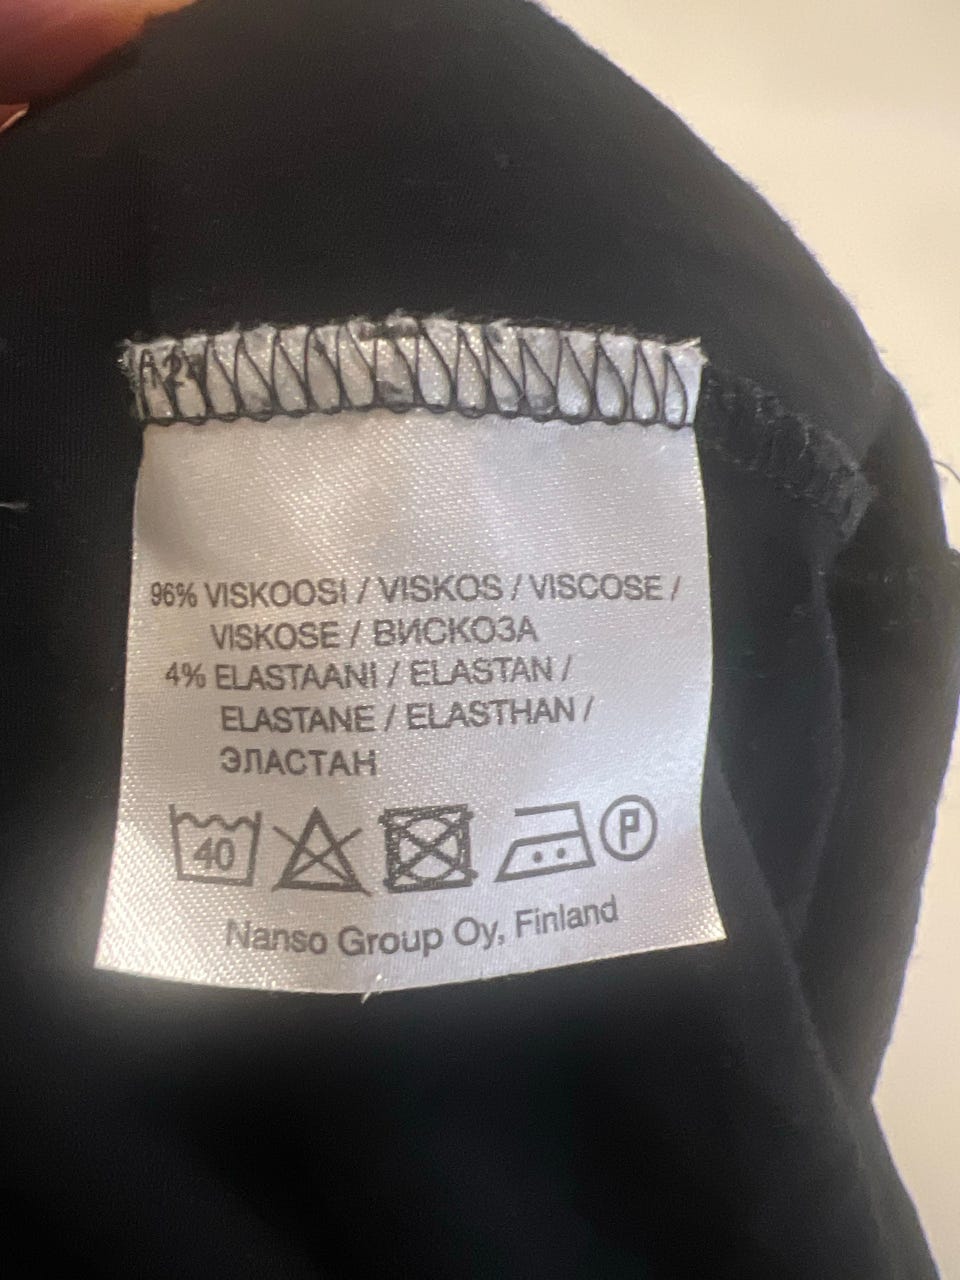 96% VISKOOSI / VISKOS / VISCOSE /
VISKOSE / ВИСКОЗА
4% ELASTAANI / ELASTAN /
ELASTANE / ELASTHAN /
ЭЛАСТАН
40 P
Nanso Group Oy, Finland